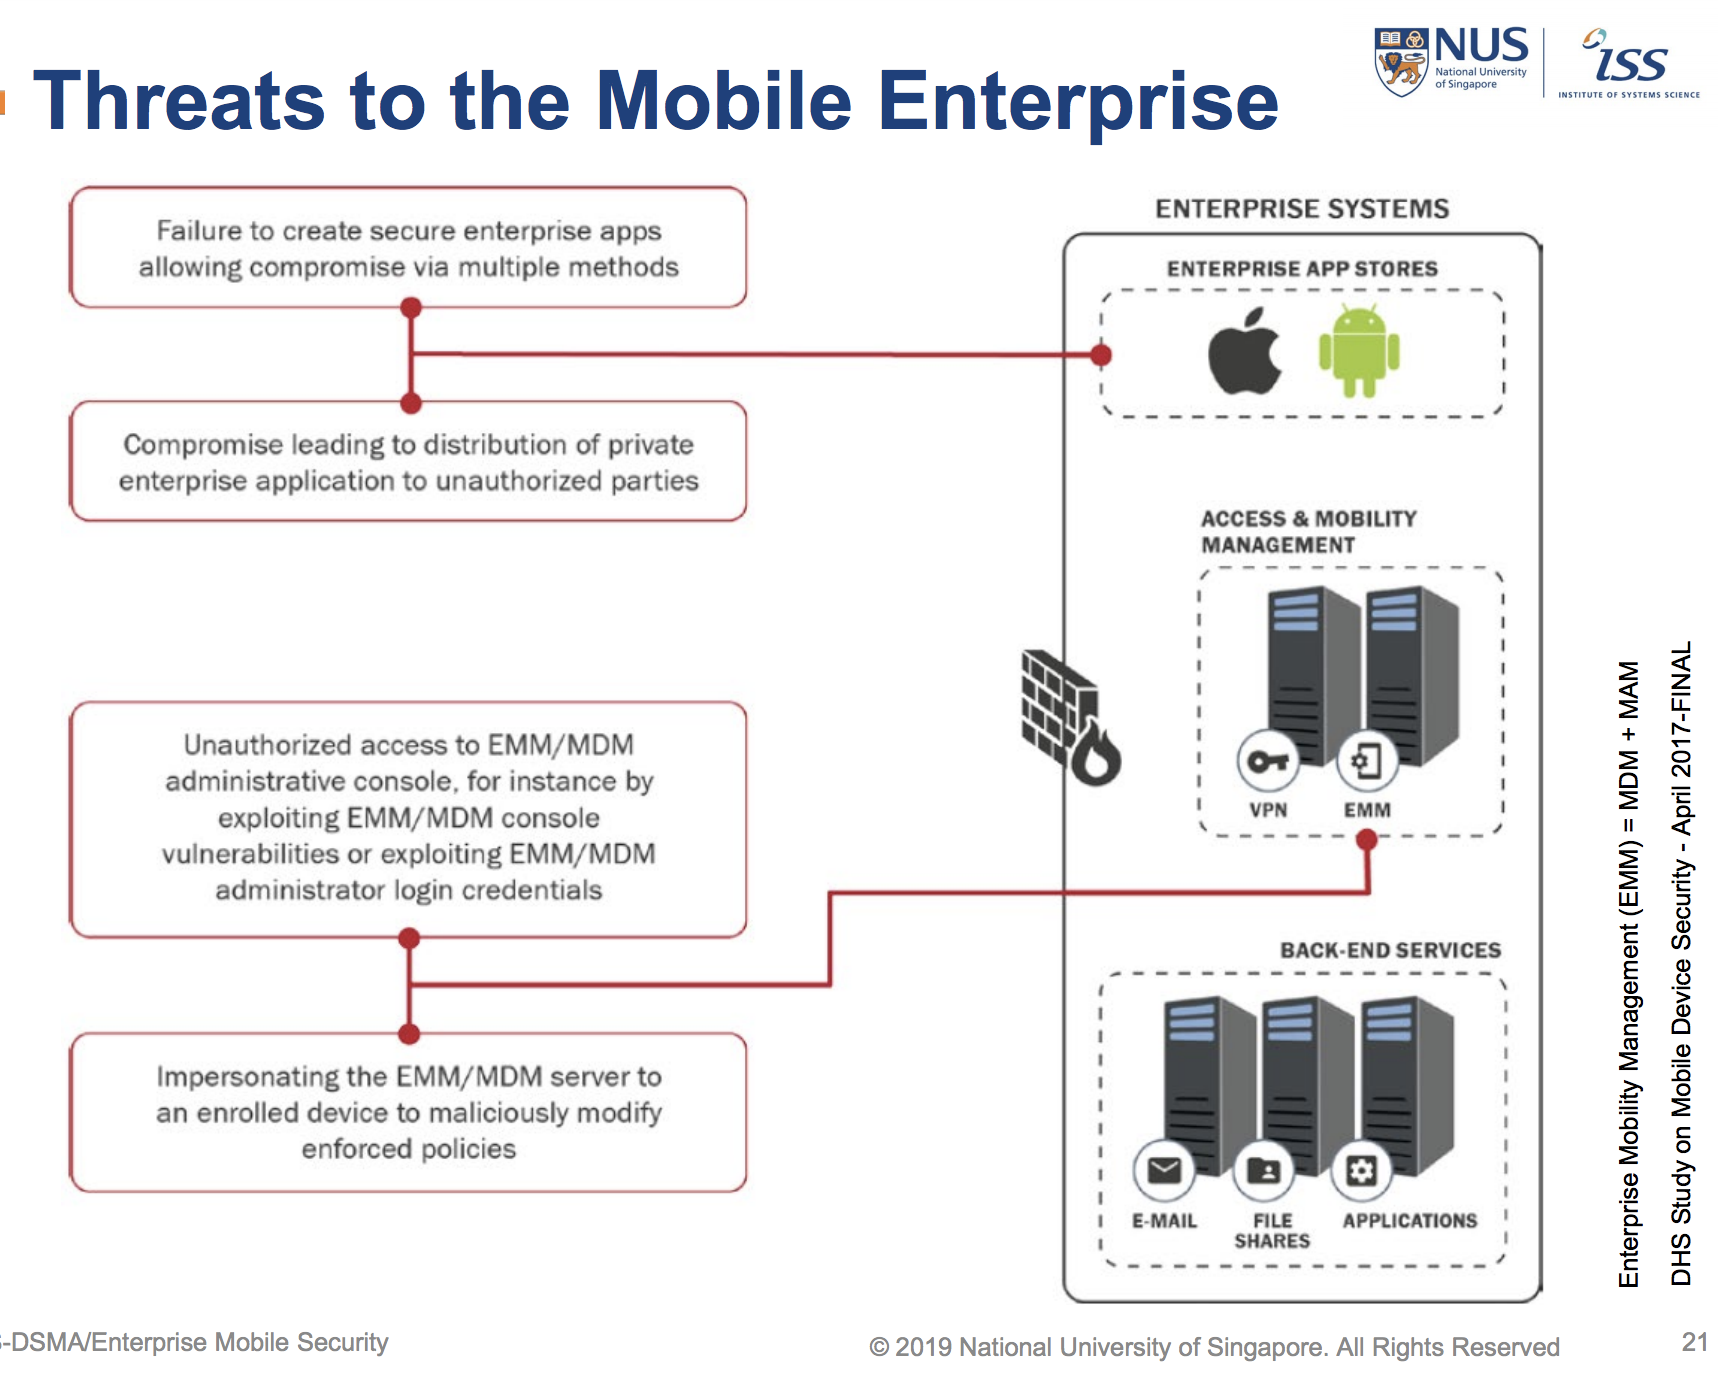 Threats to the Mobile Enterprise
NUS
National University
of Singapore
iss
INSTITUTE OF SYSTEMS SCIENCE
Failure to create secure enterprise apps
allowing compromise via multiple methods
Compromise leading to distribution of private
enterprise application to unauthorized parties
Unauthorized access to EMM/MDM
administrative console, for instance by
exploiting EMM/MDM console
vulnerabilities or exploiting EMM/MDM
administrator login credentials
Impersonating the EMM/MDM server to
an enrolled device to maliciously modify
enforced policies
ENTERPRISE SYSTEMS
ENTERPRISE APP STORES
ACCESS & MOBILITY
MANAGEMENT
VPN
EMM
BACK-END SERVICES
E-MAIL
FILE
SHARES
APPLICATIONS
Enterprise Mobility Management (EMM) = MDM + MAM
DHS Study on Mobile Device Security - April 2017-FINAL
-DSMA/Enterprise Mobile Security
© 2019 National University of Singapore. All Rights Reserved
21